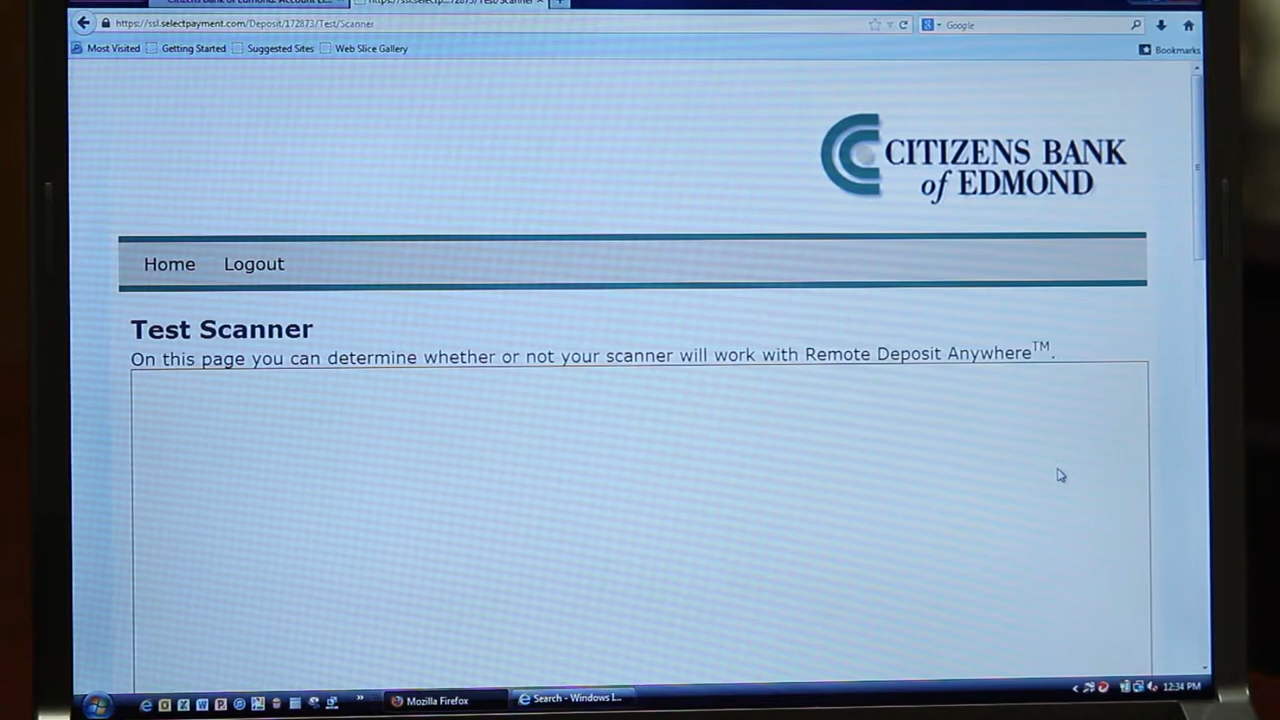 https://ssl.selectpayment.com/Deposit/172873/Test/Scanner
Google
Most Visited
Getting Started
Suggested Sites
Web Slice Gallery
Bookmarks
CITIZENS BANK
of EDMOND
Home
Logout
Test Scanner
On this page you can determine whether or not your scanner will work with Remote Deposit Anywhere™.
Mozilla Firefox
Search - Windows L...
12:34 PM